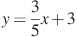 y = 3/5 x + 3